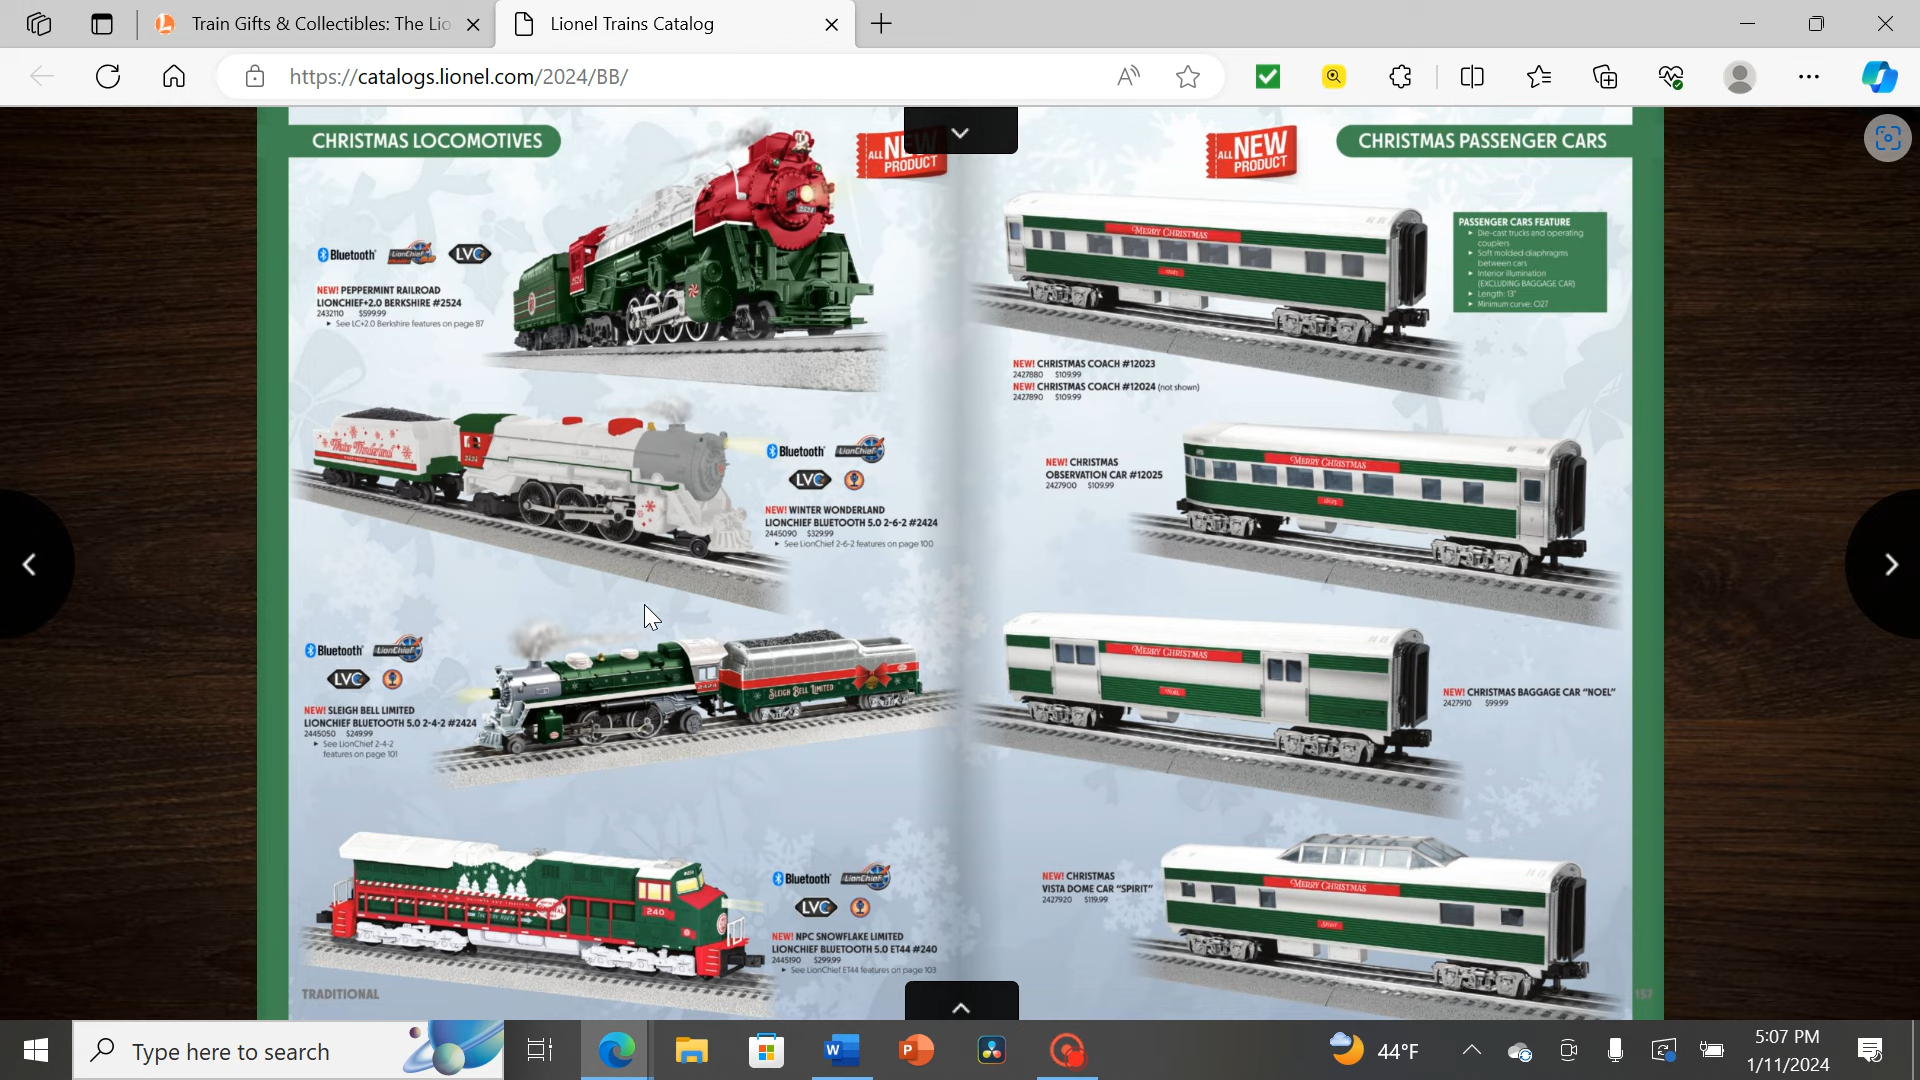 Train Gifts & Collectibles: The Lio
Lionel Trains Catalog
https://catalogs.lionel.com/2024/BB/
CHRISTMAS LOCOMOTIVES
ALL NEW
PRODUCT
Bluetooth LionChief LVC
NEW! PEPPERMINT RAILROAD
LIONCHIEF+2.0 BERKSHIRE #2524
2432110 $599.99
See LC+2.0 Berkshire features on page 87
Winter Wonderland
2424
Bluetooth LionChief
LVC
NEW! WINTER WONDERLAND
LIONCHIEF BLUETOOTH 5.0 2-6-2 #2424
2445090 $329.99
See LionChief 2-6-2 features on page 100
Bluetooth LionChief
LVC
NEW! SLEIGH BELL LIMITED
LIONCHIEF BLUETOOTH 5.0 2-4-2 #2424
2445050 $249.99
See LionChief 2-4-2
features on page 101
2424
SLEIGH BELL LIMITED
240
Bluetooth LionChief
LVC
NEW! NPC SNOWFLAKE LIMITED
LIONCHIEF BLUETOOTH 5.0 ET44 #240
2445190 $299.99
See LionChief ET44 features on page 103
TRADITIONAL
ALL NEW
PRODUCT
CHRISTMAS PASSENGER CARS
MERRY CHRISTMAS
PASSENGER CARS FEATURE
Die-cast trucks and operating
couplers
Soft molded diaphragms
between cars
Interior illumination
(EXCLUDING BAGGAGE CAR)
Length: 13"
Minimum curve: O27
NEW! CHRISTMAS COACH #12023
2427880 $109.99
NEW! CHRISTMAS COACH #12024 (not shown)
2427890 $109.99
MERRY CHRISTMAS
NEW! CHRISTMAS
OBSERVATION CAR #12025
2427900 $109.99
MERRY CHRISTMAS
NOEL
NEW! CHRISTMAS BAGGAGE CAR “NOEL”
2427910 $99.99
MERRY CHRISTMAS
SPIRIT
NEW! CHRISTMAS
VISTA DOME CAR “SPIRIT”
2427920 $119.99
157
Type here to search
44°F
5:07 PM
1/11/2024